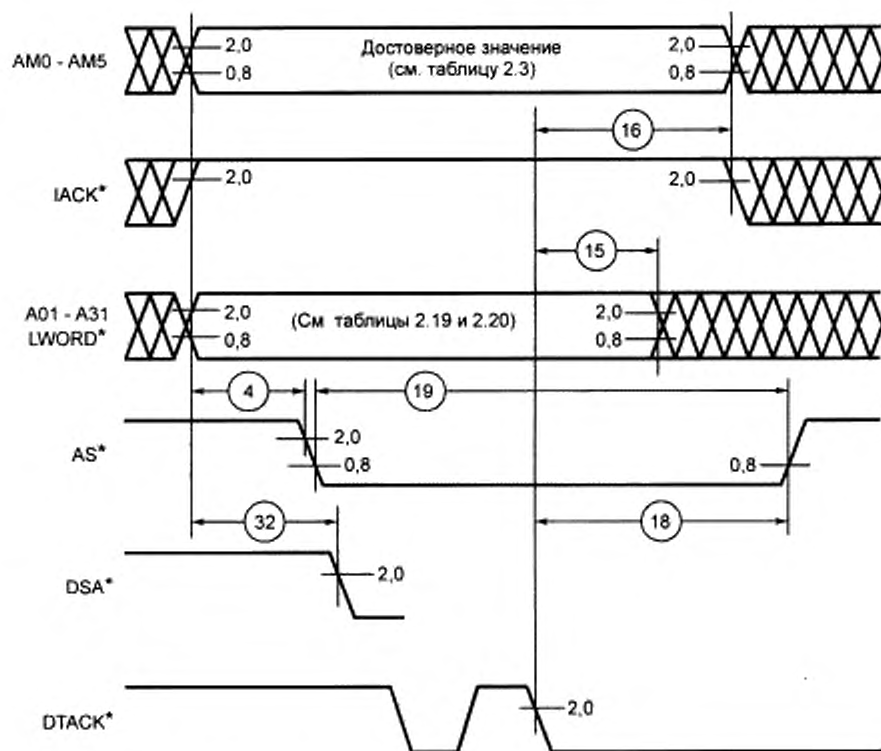 AM0 - AM5
2,0
0,8
Достоверное значение
(см. таблицу 2.3)
2,0
0,8
16
IACK*
2,0
2,0
15
A01 - A31
LWORD*
2,0
0,8
(См таблицы 2.19 и 2.20)
2,0
0,8
4
19
AS*
2,0
0,8
0,8
32
18
DSA*
2,0
DTACK*
2,0